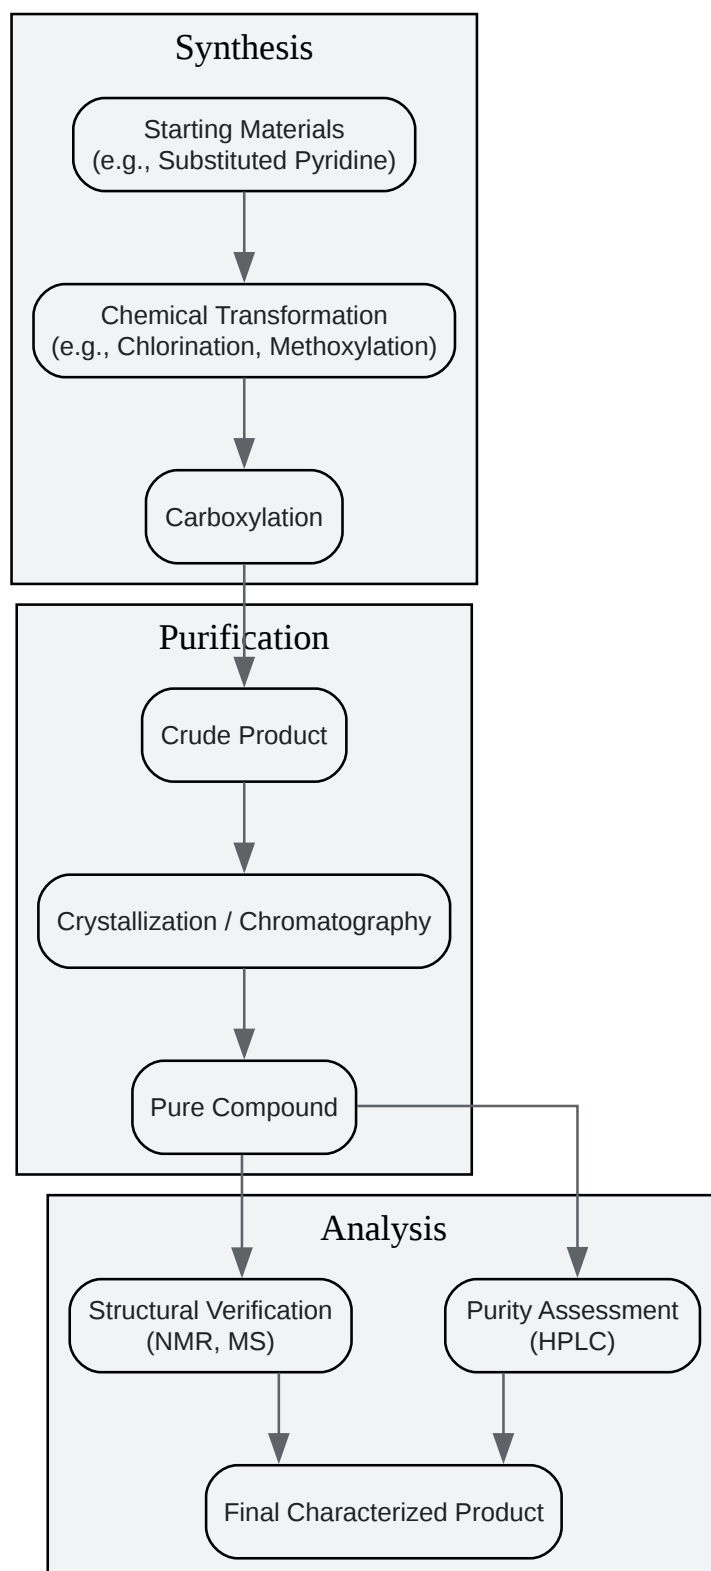 Synthesis
Starting Materials
(e.g., Substituted Pyridine)
Chemical Transformation
(e.g., Chlorination, Methoxylation)
Carboxylation
Purification
Crude Product
Crystallization / Chromatography
Pure Compound
Analysis
Structural Verification
(NMR, MS)
Purity Assessment
(HPLC)
Final Characterized Product